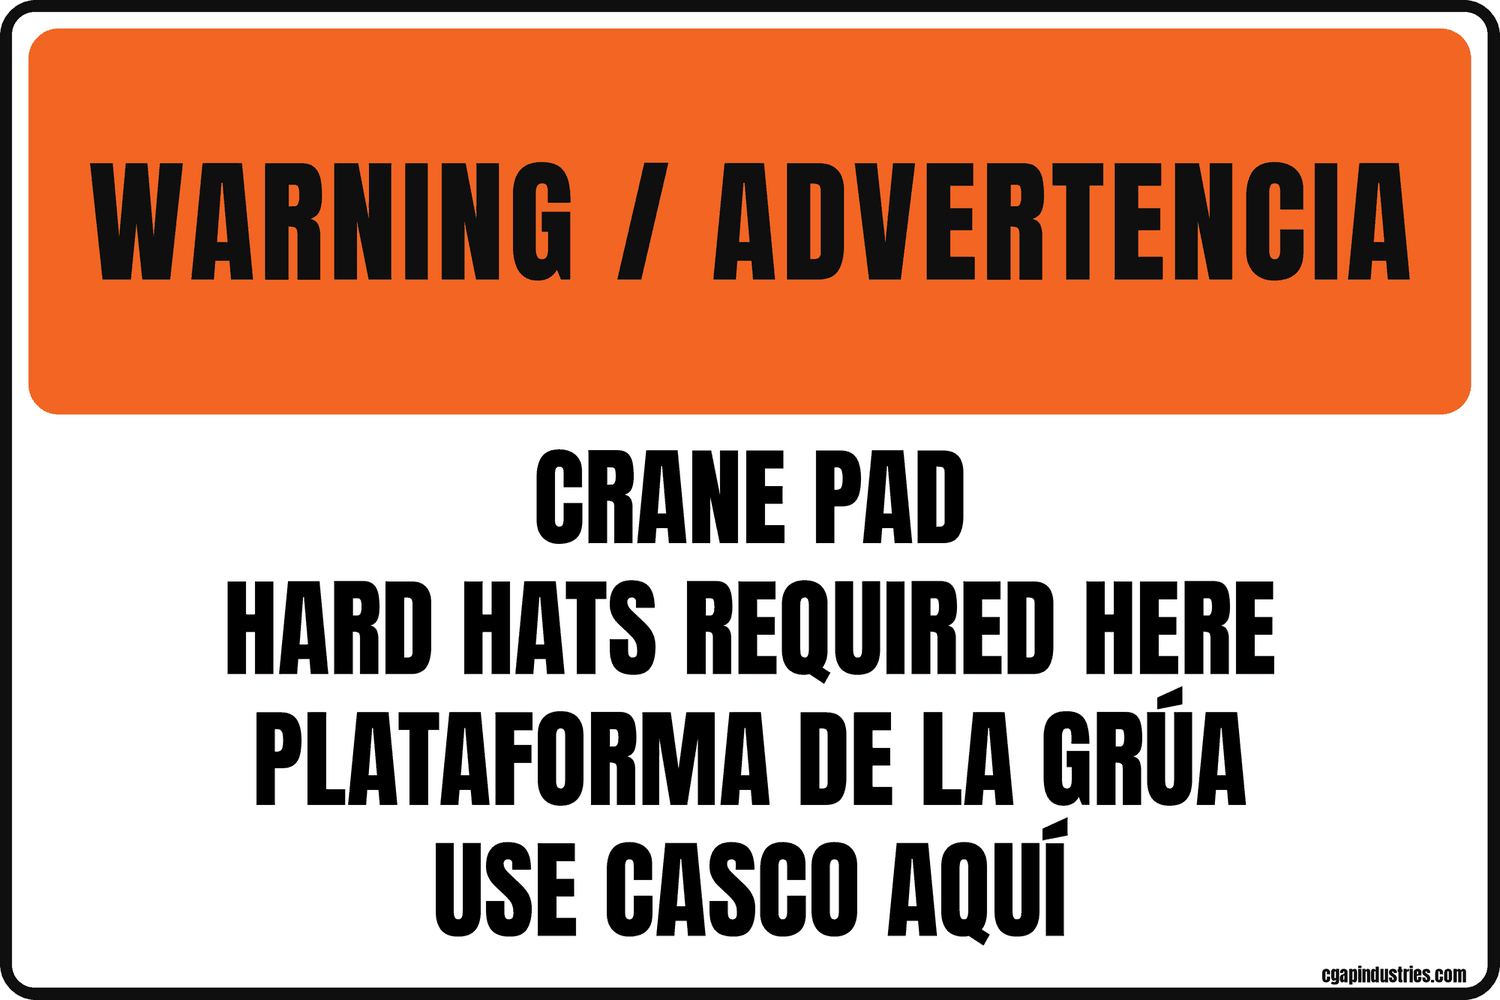 WARNING / ADVERTENCIA
CRANE PAD
HARD HATS REQUIRED HERE
PLATAFORMA DE LA GRÚA
USE CASCO AQUÍ
cgapindustries.com